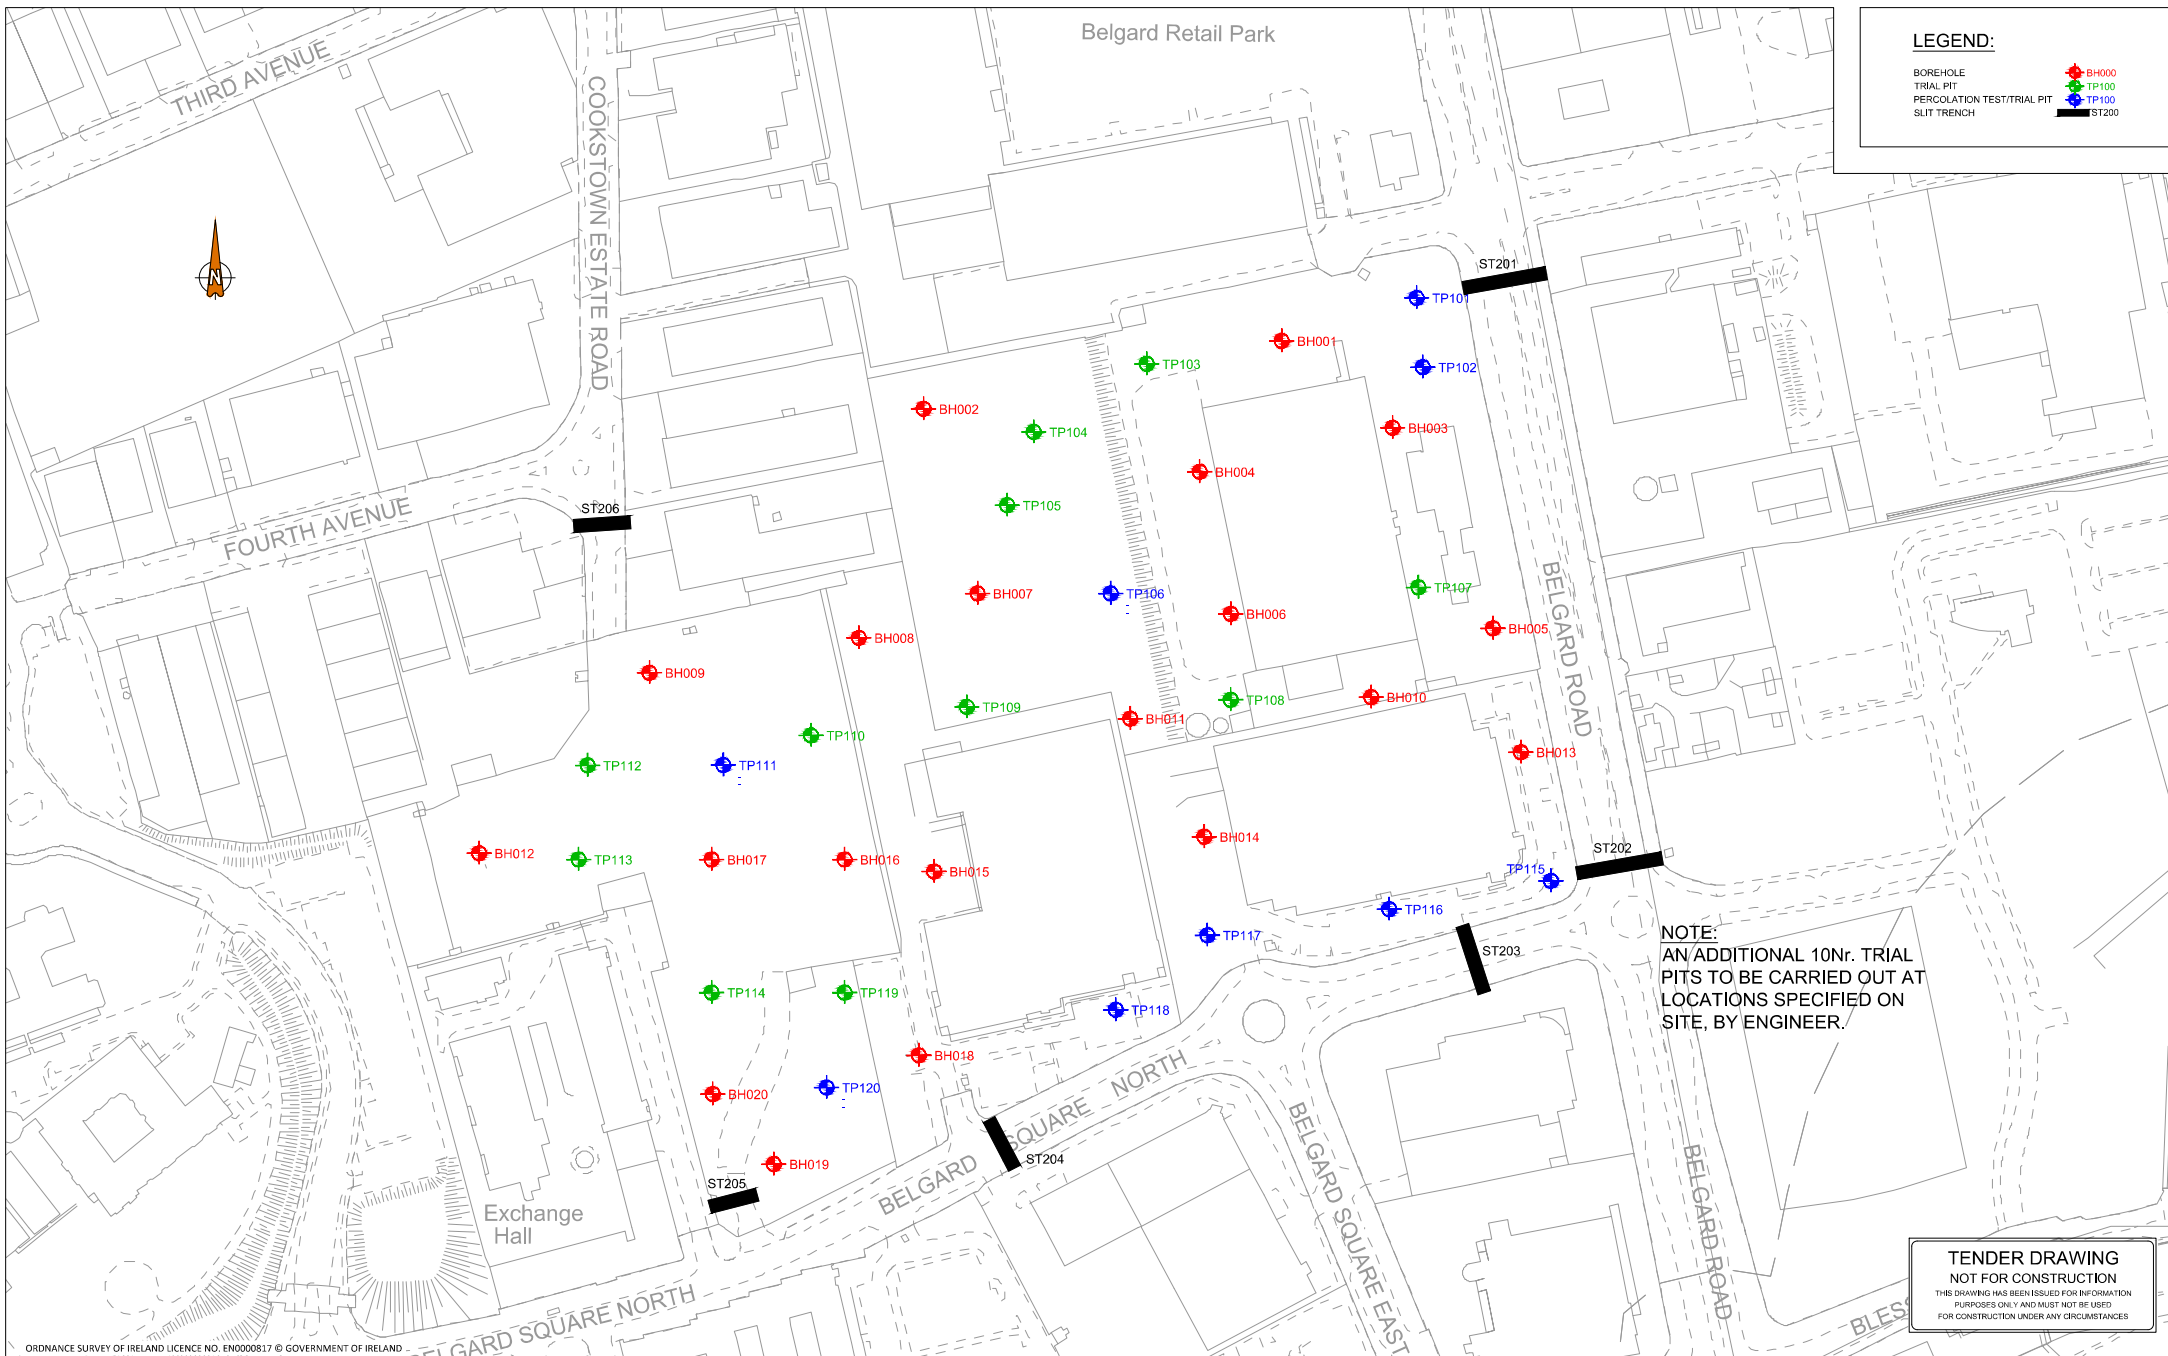 Belgard Retail Park
LEGEND:
BOREHOLE
BH000
TRIAL PIT
TP100
PERCOLATION TEST/TRIAL PIT
TP100
SLIT TRENCH
ST200
THIRD AVENUE
COOKSTOWN ESTATE ROAD
N
ST201
TP101
BH001
TP103
TP102
BH002
TP104
BH003
BH004
TP105
ST206
FOURTH AVENUE
BELGARD ROAD
TP107
BH007
TP106
BH006
BH005
BH008
BH009
TP108
BH010
TP109
BH011
TP110
BH013
TP112
TP111
BH014
ST202
BH012
TP113
BH017
BH016
BH015
TP115
TP116
TP117
ST203
NOTE:
AN ADDITIONAL 10Nr. TRIAL
PITS TO BE CARRIED OUT AT
LOCATIONS SPECIFIED ON
SITE, BY ENGINEER.
TP114
TP119
TP118
BH018
BH020
TP120
BELGARD SQUARE NORTH
ST204
BELGARD SQUARE EAST
BELGARD ROAD
BH019
ST205
Exchange
Hall
BELGARD SQUARE NORTH
BLES
TENDER DRAWING
NOT FOR CONSTRUCTION
THIS DRAWING HAS BEEN ISSUED FOR INFORMATION
PURPOSES ONLY AND MUST NOT BE USED
FOR CONSTRUCTION UNDER ANY CIRCUMSTANCES
ORDNANCE SURVEY OF IRELAND LICENCE NO. EN0000817 © GOVERNMENT OF IRELAND